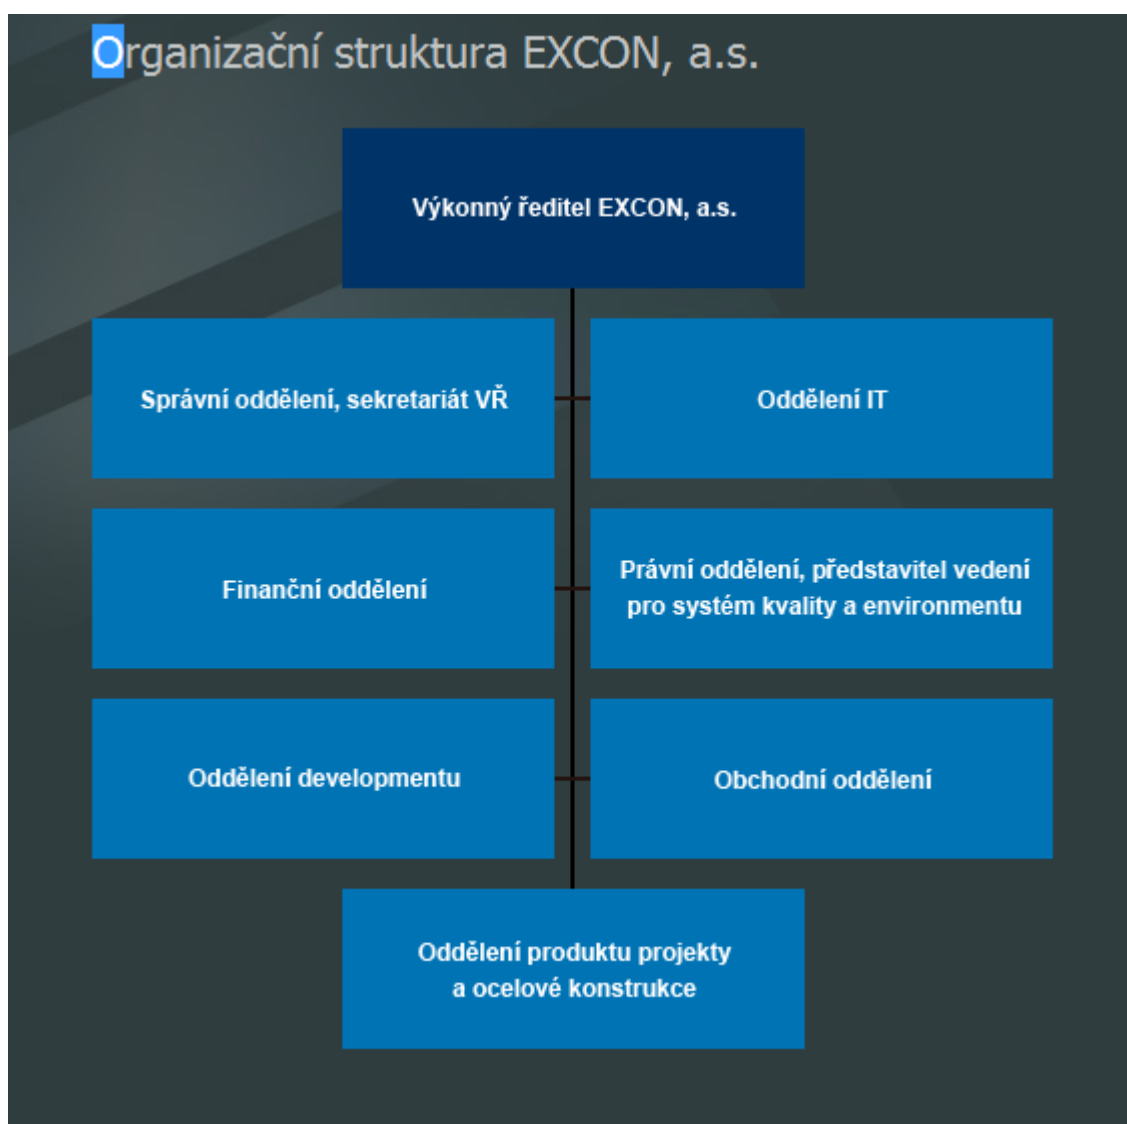 Organizační struktura EXCON, a.s.
Výkonný ředitel EXCON, a.s.
Správní oddělení, sekretariát VŘ
Oddělení IT
Finanční oddělení
Právní oddělení, představitel vedení
pro systém kvality a environmentu
Oddělení developmentu
Obchodní oddělení
Oddělení produktu projekty
a ocelové konstrukce